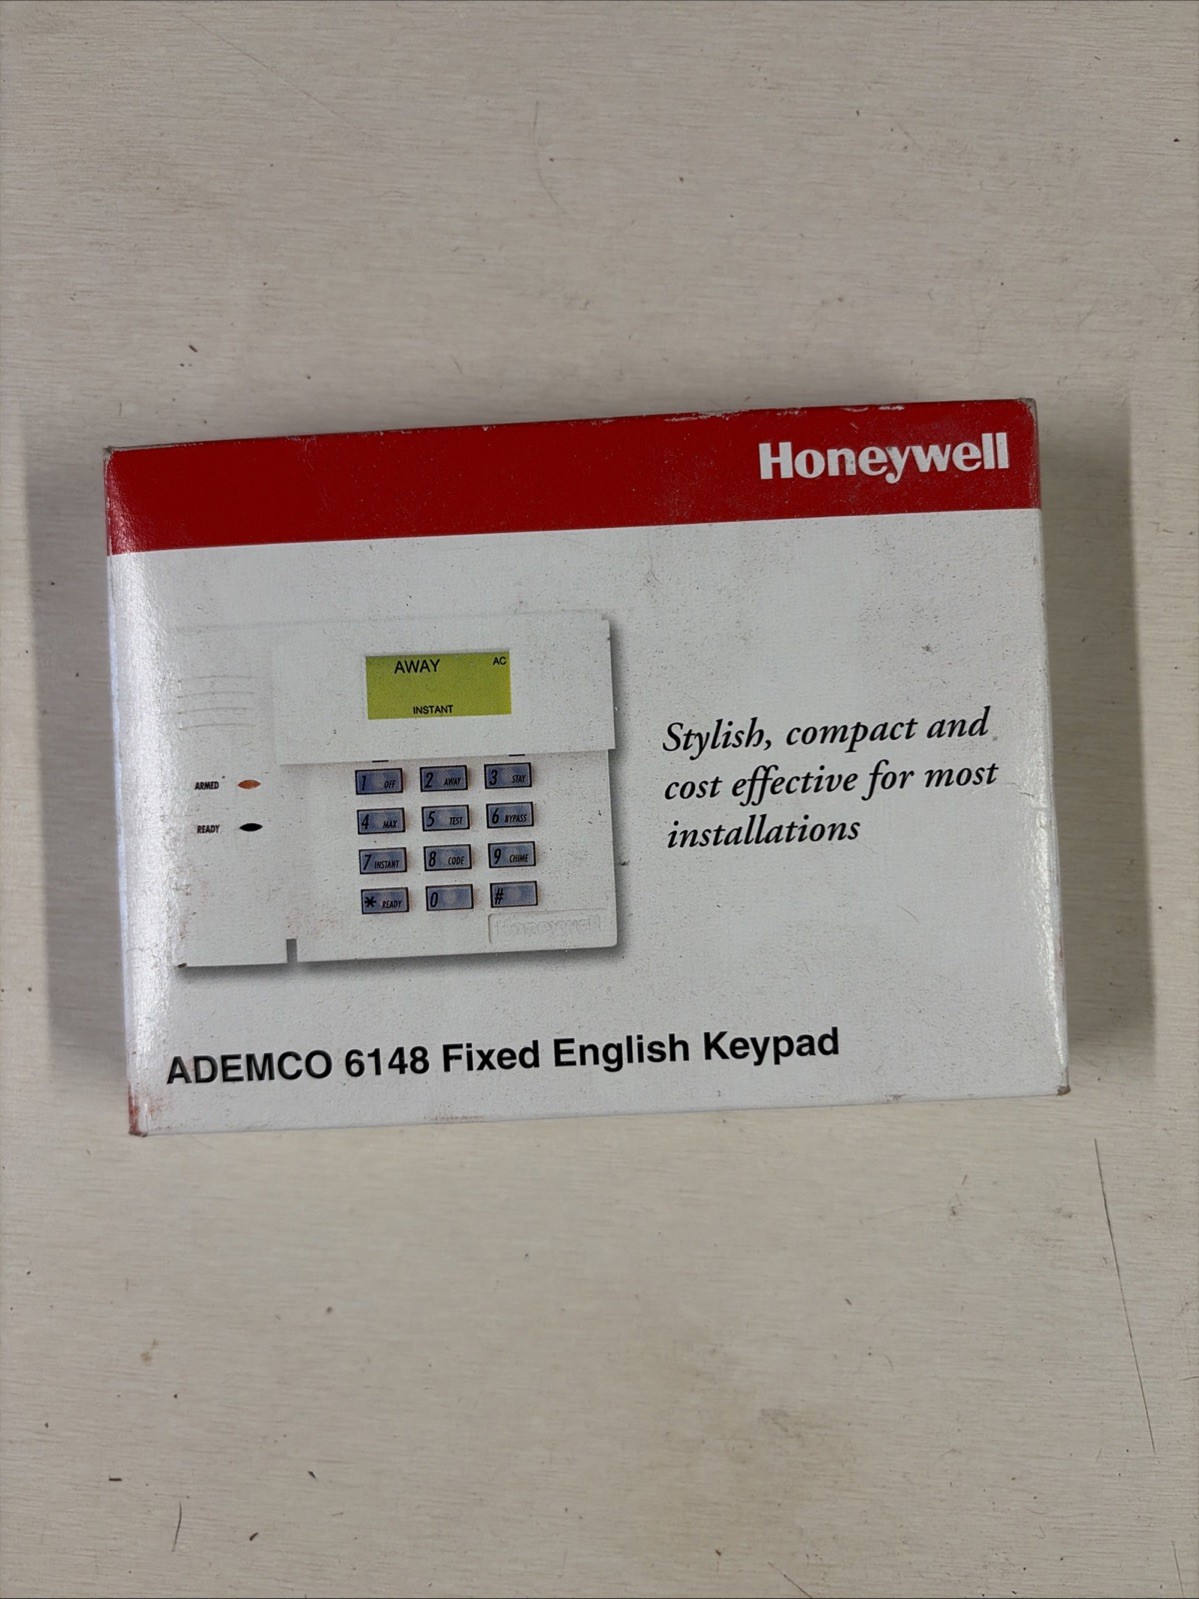 Honeywell
AWAY AC
INSTANT
ARMED
READY
1 OFF 2 AWAY 3 STAY
4 MAX 5 TEST 6 BYPASS
7 INSTANT 8 CODE 9 CHIME
* READY 0 #
Honeywell
Stylish, compact and
cost effective for most
installations
ADEMCO 6148 Fixed English Keypad